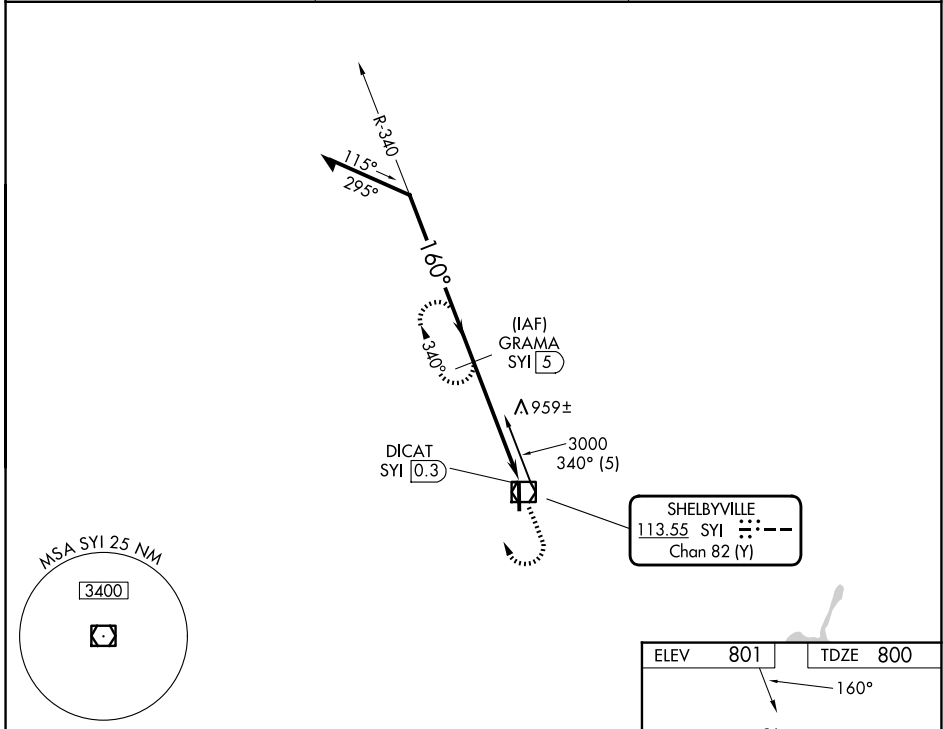 R-340
115°
295°
160°
340°
(IAF)
GRAMA
SYI 5
959±
3000
340° (5)
DICAT
SYI 0.3
SHELBYVILLE
113.55 SYI
Chan 82 (Y)
MSA SYI 25 NM
3400
ELEV 801
TDZE 800
160°